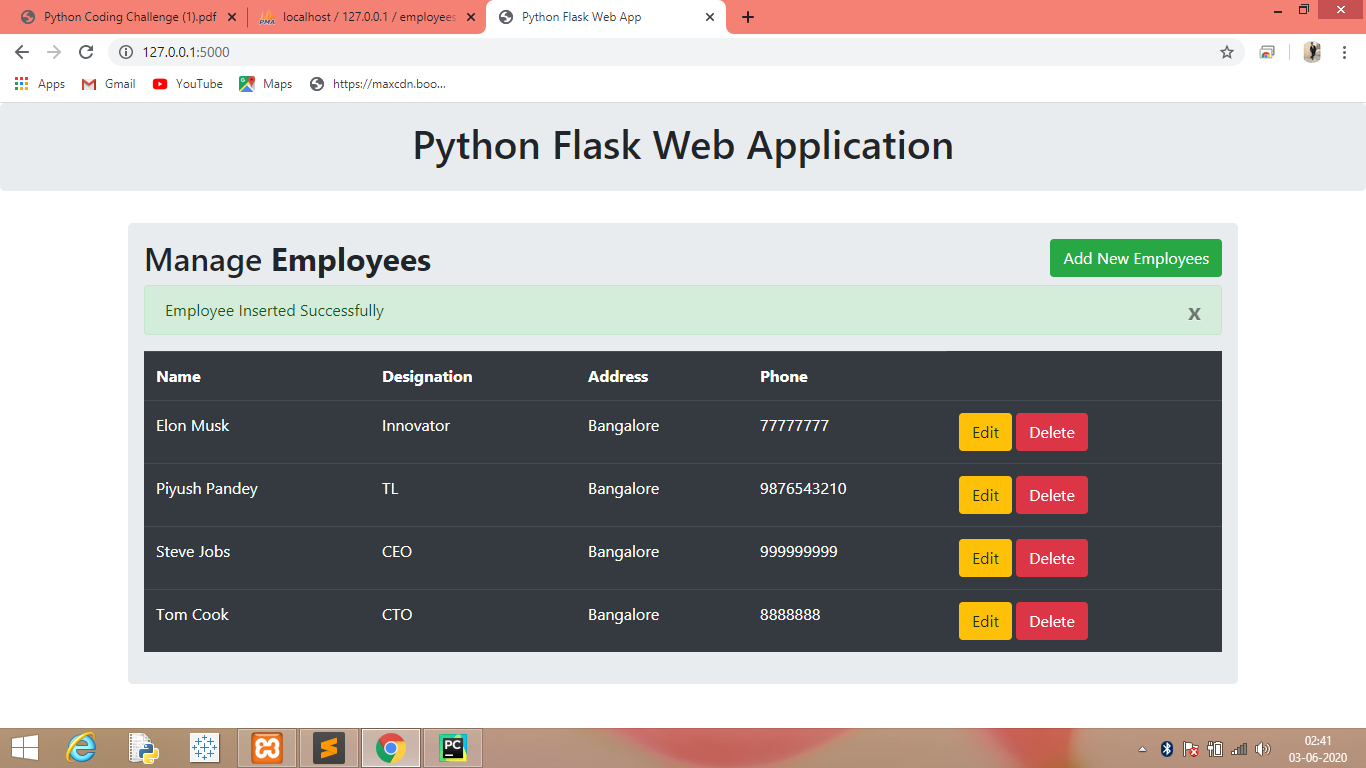 Python Coding Challenge (1).pdf
localhost / 127.0.0.1 / employees
Python Flask Web App
127.0.0.1:5000
Apps Gmail YouTube Maps https://maxcdn.boo...
Python Flask Web Application
Manage Employees
Add New Employees
Employee Inserted Successfully x
Name Designation Address Phone
Elon Musk Innovator Bangalore 77777777 Edit Delete
Piyush Pandey TL Bangalore 9876543210 Edit Delete
Steve Jobs CEO Bangalore 999999999 Edit Delete
Tom Cook CTO Bangalore 8888888 Edit Delete
PC
02:41
03-06-2020